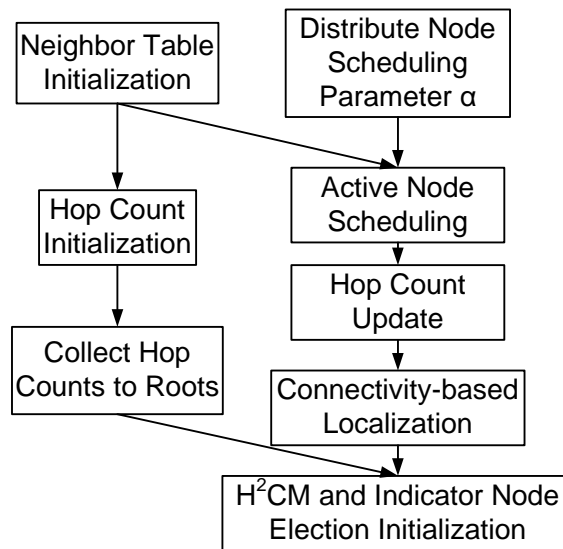 Neighbor Table
Initialization
Distribute Node
Scheduling
Parameter α
Hop Count
Initialization
Active Node
Scheduling
Hop Count
Update
Collect Hop
Counts to Roots
Connectivity-based
Localization
H²CM and Indicator Node
Election Initialization